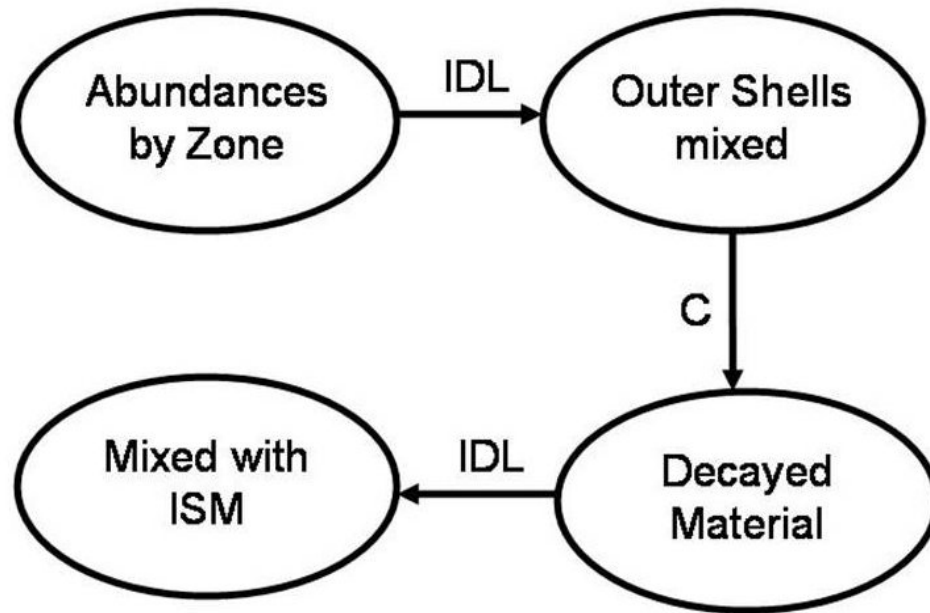 Abundances
by Zone
IDL
Outer Shells
mixed
C
Decayed
Material
IDL
Mixed with
ISM